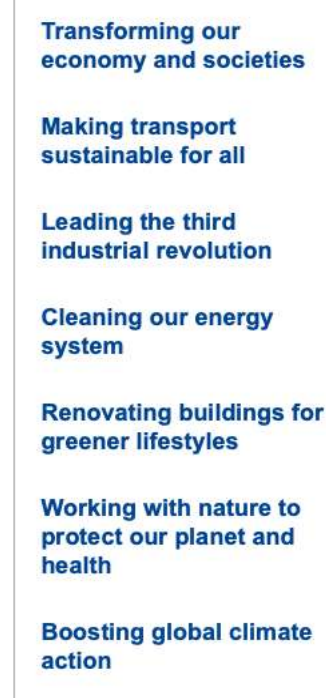 Transforming our
economy and societies
Making transport
sustainable for all
Leading the third
industrial revolution
Cleaning our energy
system
Renovating buildings for
greener lifestyles
Working with nature to
protect our planet and
health
Boosting global climate
action